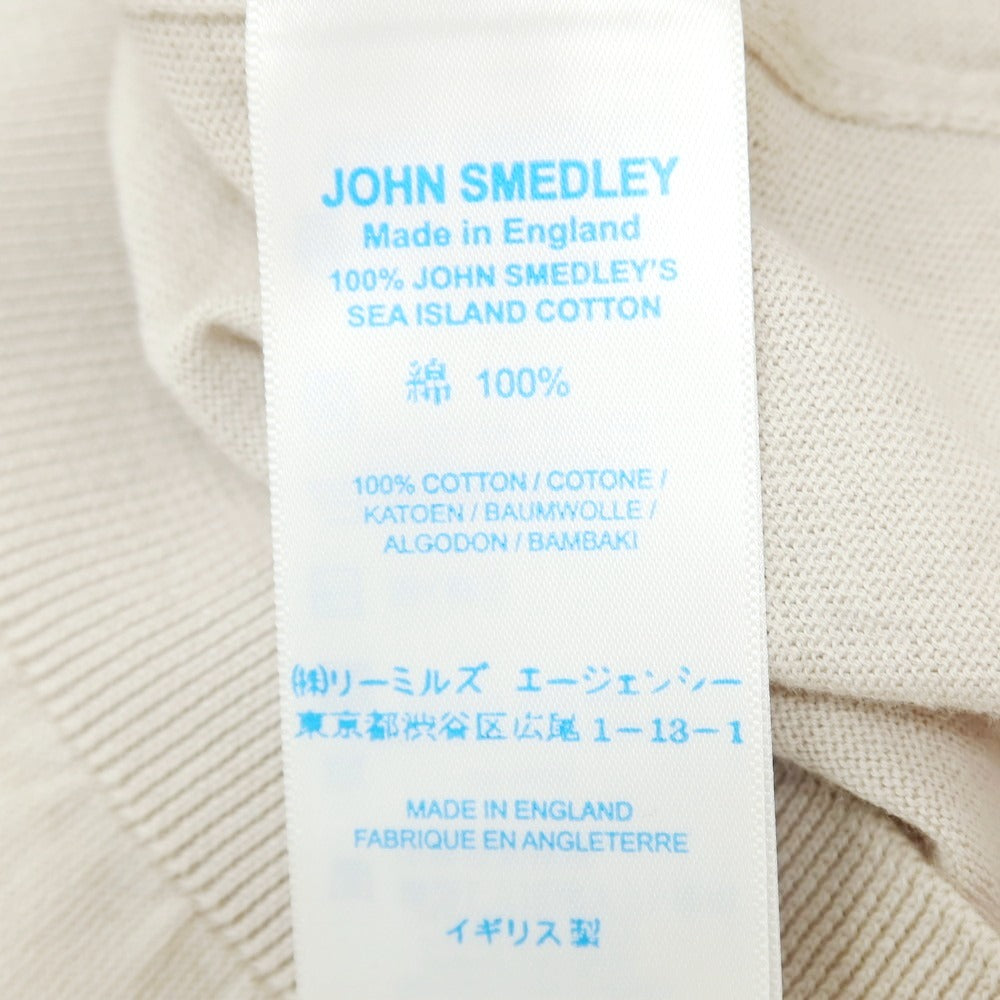 JOHN SMEDLEY
Made in England
100% JOHN SMEDLEY'S
SEA ISLAND COTTON
綿 100%
100% COTTON / COTONE /
KATOEN / BAUMWOLLE /
ALGODON / BAMBAKI
㈱リーミルズ エージェンシー
東京都渋谷区広尾1-13-1
MADE IN ENGLAND
FABRIQUE EN ANGLETERRE
イギリス製